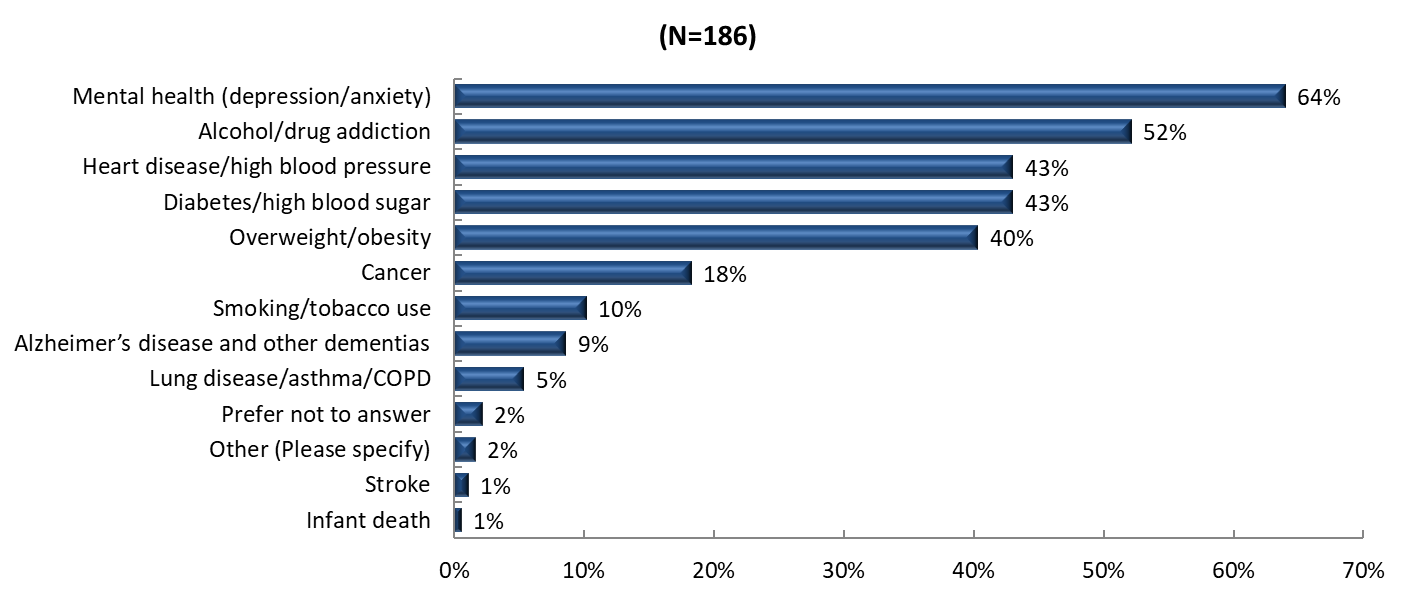 (N=186)
Mental health (depression/anxiety) 64%
Alcohol/drug addiction 52%
Heart disease/high blood pressure 43%
Diabetes/high blood sugar 43%
Overweight/obesity 40%
Cancer 18%
Smoking/tobacco use 10%
Alzheimer’s disease and other dementias 9%
Lung disease/asthma/COPD 5%
Prefer not to answer 2%
Other (Please specify) 2%
Stroke 1%
Infant death 1%
0% 10% 20% 30% 40% 50% 60% 70%